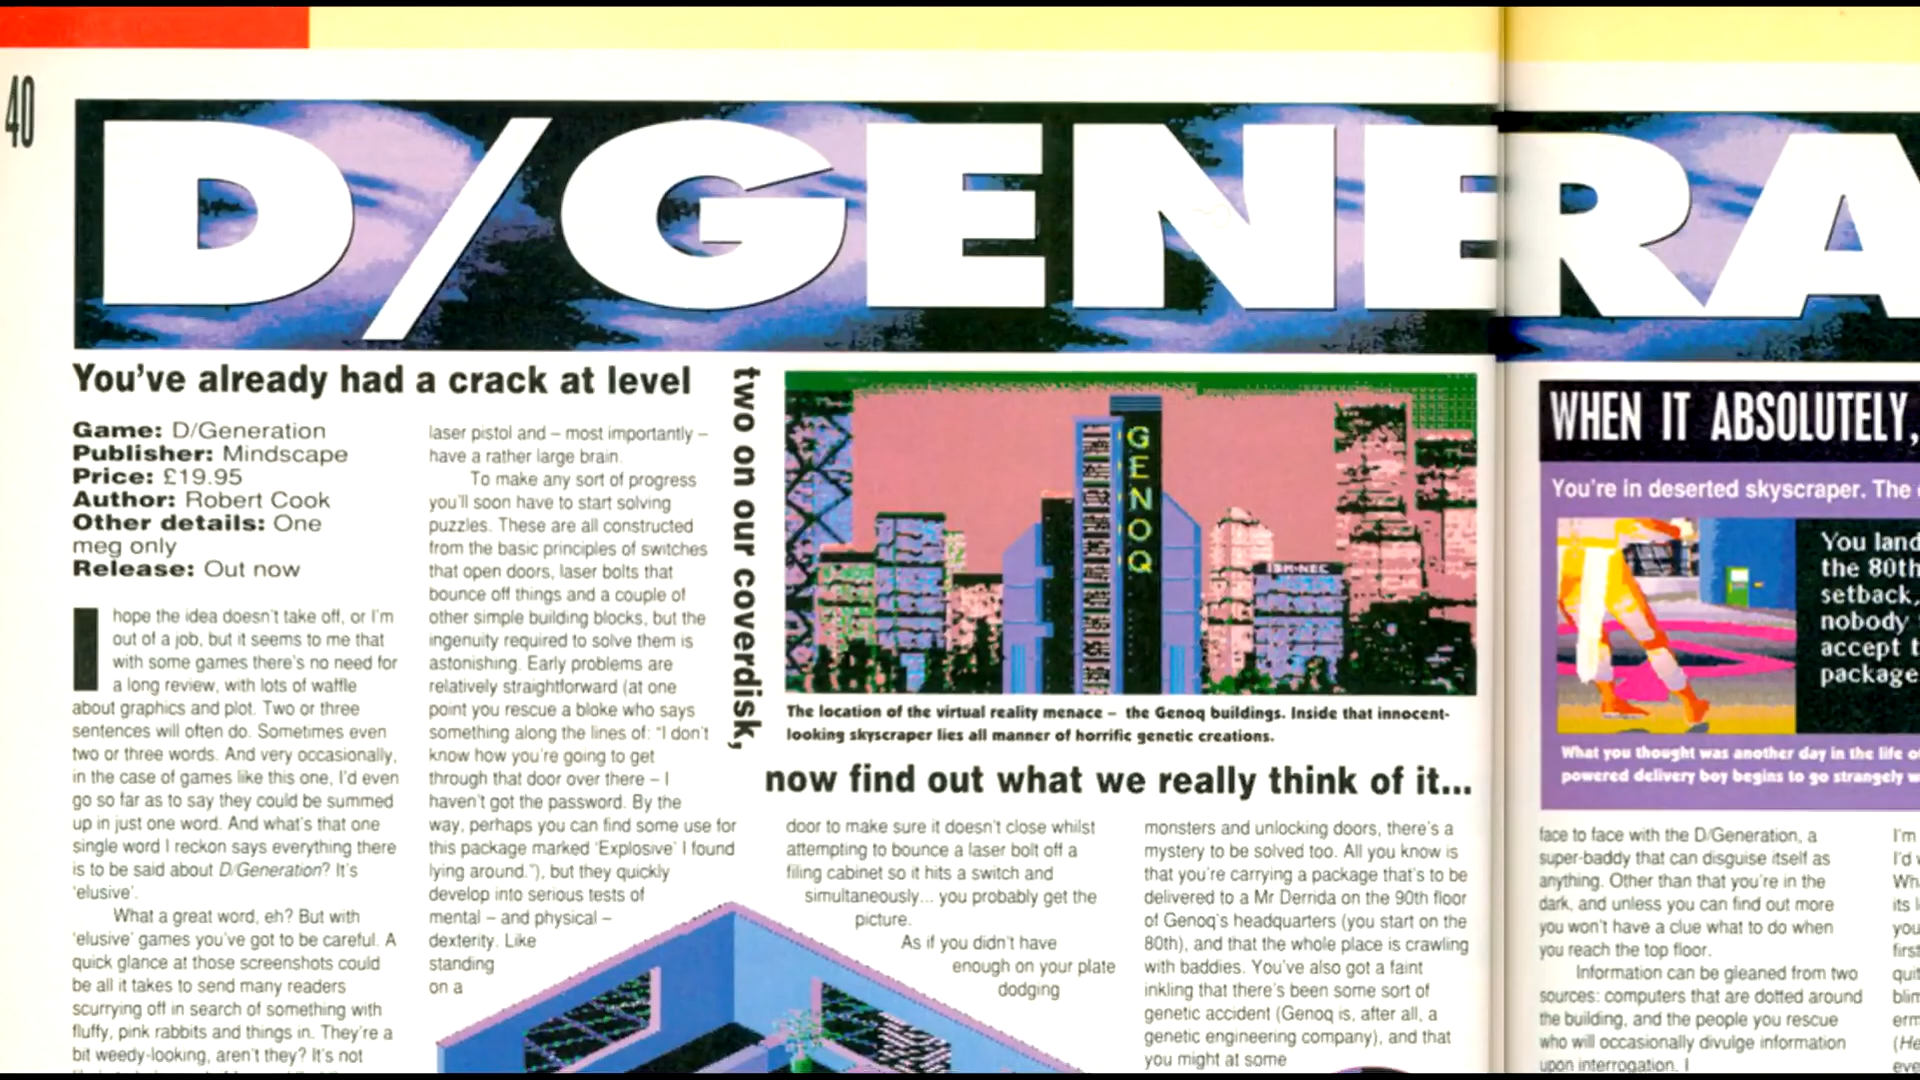 40
D/GENERA
You've already had a crack at level
two on our coverdisk,
now find out what we really think of it...
Game: D/Generation
Publisher: Mindscape
Price: £19.95
Author: Robert Cook
Other details: One
meg only
Release: Out now
I hope the idea doesn't take off, or I'm
out of a job, but it seems to me that
with some games there's no need for
a long review, with lots of waffle
about graphics and plot. Two or three
sentences will often do. Sometimes even
two or three words. And very occasionally,
in the case of games like this one, I'd even
go so far as to say they could be summed
up in just one word. And what's that one
single word I reckon says everything there
is to be said about D/Generation? It's
'elusive'.
What a great word, eh? But with
'elusive' games you've got to be careful. A
quick glance at those screenshots could
be all it takes to send many readers
scurrying off in search of something with
fluffy, pink rabbits and things in. They're a
bit weedy-looking, aren't they? It's not
laser pistol and – most importantly –
have a rather large brain.
To make any sort of progress
you'll soon have to start solving
puzzles. These are all constructed
from the basic principles of switches
that open doors, laser bolts that
bounce off things and a couple of
other simple building blocks, but the
ingenuity required to solve them is
astonishing. Early problems are
relatively straightforward (at one
point you rescue a bloke who says
something along the lines of: "I don't
know how you're going to get
through that door over there – I
haven't got the password. By the
way, perhaps you can find some use for
this package marked 'Explosive' I found
lying around."), but they quickly
develop into serious tests of
mental – and physical –
dexterity. Like
standing
on a
GENOQ
IBM-NEC
The location of the virtual reality menace – the Genoq buildings. Inside that innocent-
looking skyscraper lies all manner of horrific genetic creations.
door to make sure it doesn't close whilst
attempting to bounce a laser bolt off a
filing cabinet so it hits a switch and
simultaneously... you probably get the
picture.
As if you didn't have
enough on your plate
dodging
monsters and unlocking doors, there's a
mystery to be solved too. All you know is
that you're carrying a package that's to be
delivered to a Mr Derrida on the 90th floor
of Genoq's headquarters (you start on the
80th), and that the whole place is crawling
with baddies. You've also got a faint
inkling that there's been some sort of
genetic accident (Genoq is, after all, a
genetic engineering company), and that
you might at some
WHEN IT ABSOLUTELY,
You're in deserted skyscraper. The
You land
the 80th
setback,
nobody
accept t
package
What you thought was another day in the life o
powered delivery boy begins to go strangely w
face to face with the D/Generation, a
super-baddy that can disguise itself as
anything. Other than that you're in the
dark, and unless you can find out more
you won't have a clue what to do when
you reach the top floor.
Information can be gleaned from two
sources: computers that are dotted around
the building, and the people you rescue
who will occasionally divulge information
upon interrogation. I
I'm
I'd
Wh
its
you
first
quit
blim
erm
(He
eve